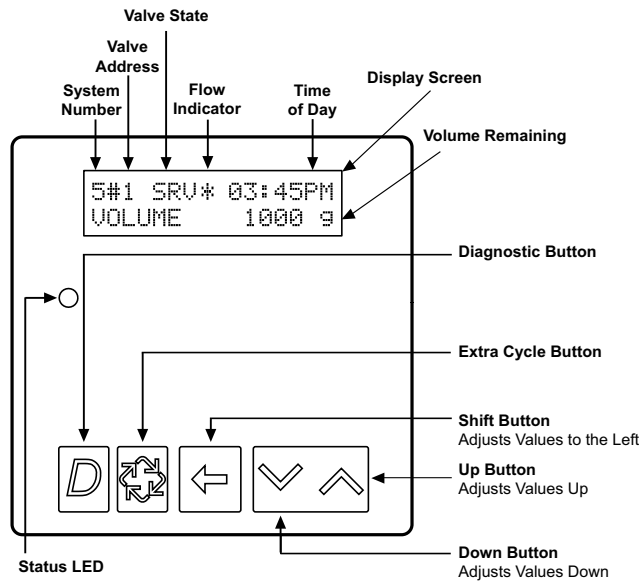 Valve State
Valve
Address
System
Number
Flow
Indicator
Time
of Day
Display Screen
Volume Remaining
5#1 SRV* 03:45PM
VOLUME 1000 g
Diagnostic Button
Extra Cycle Button
Shift Button
Adjusts Values to the Left
D
Up Button
Adjusts Values Up
Down Button
Adjusts Values Down
Status LED